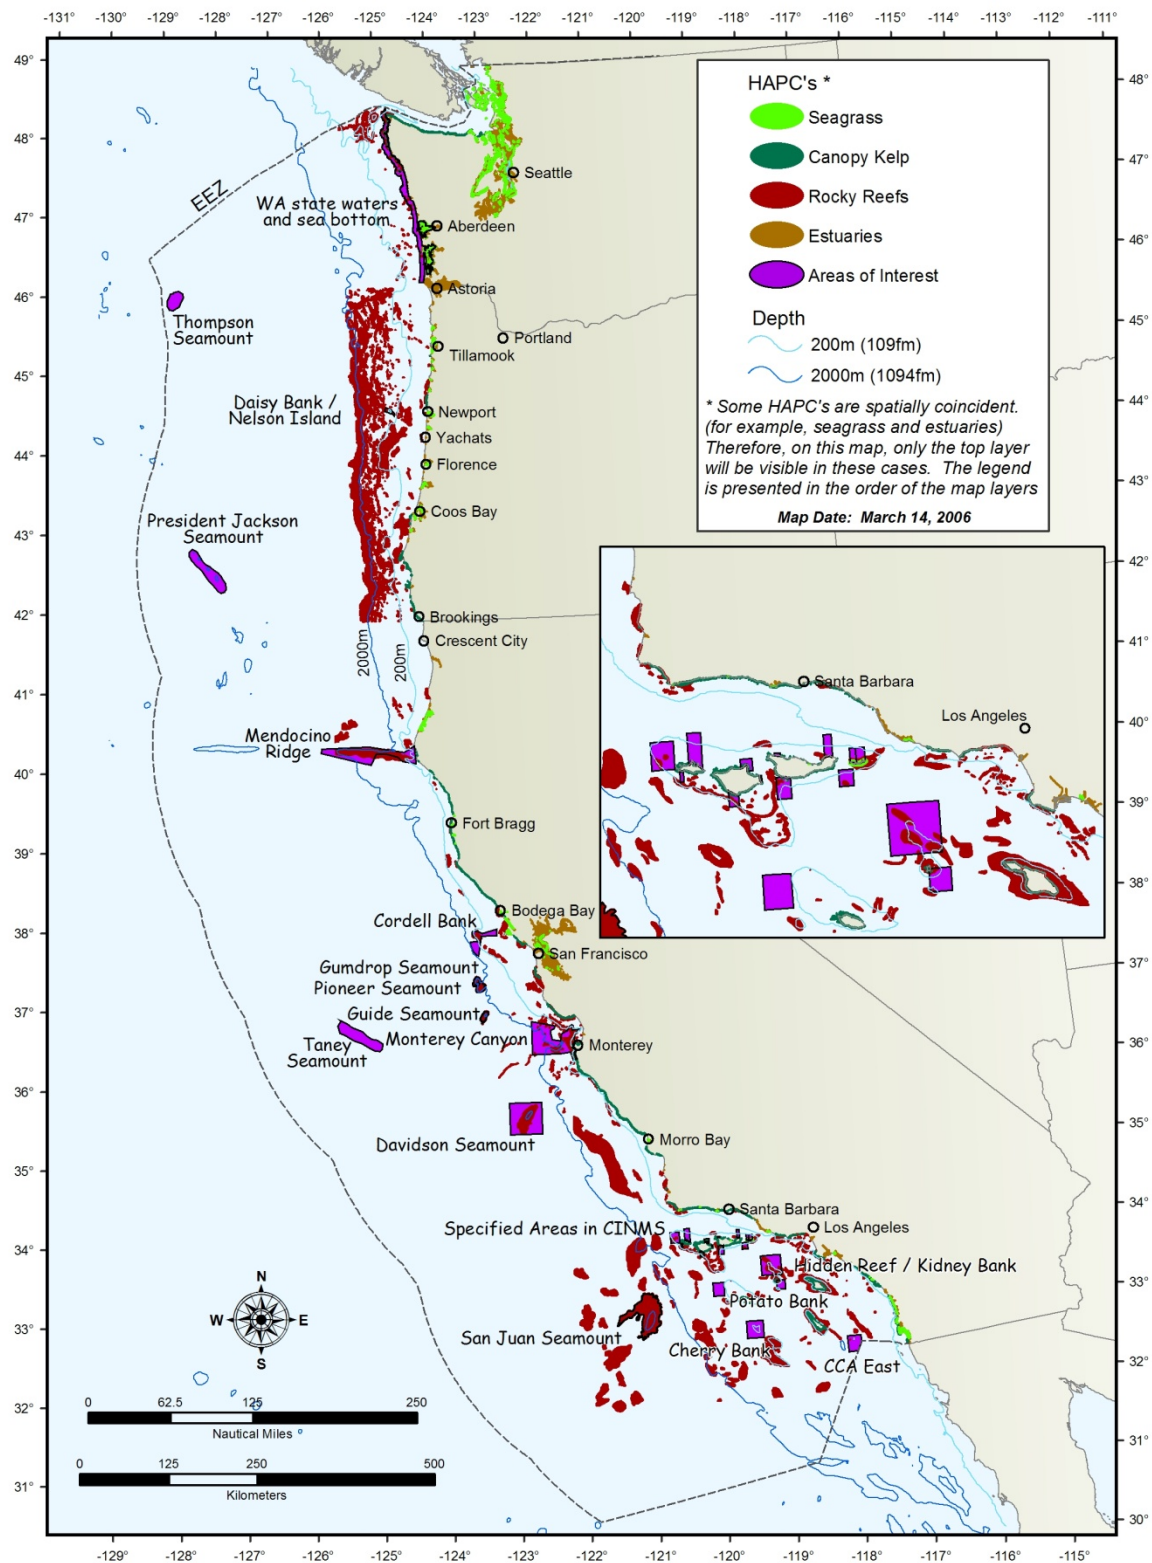 -131° -130° -129° -128° -127° -126° -125° -124° -123° -122° -121° -120° -119° -118° -117° -116° -115° -114° -113° -112° -111°
49°
48°
47°
46°
45°
44°
43°
42°
41°
40°
39°
38°
37°
36°
35°
34°
33°
32°
31°
48°
47°
46°
45°
44°
43°
42°
41°
40°
39°
38°
37°
36°
35°
34°
33°
32°
31°
30°
HAPC's *
Seagrass
Canopy Kelp
Rocky Reefs
Estuaries
Areas of Interest
Depth
200m (109fm)
2000m (1094fm)
* Some HAPC's are spatially coincident.
(for example, seagrass and estuaries)
Therefore, on this map, only the top layer
will be visible in these cases. The legend
is presented in the order of the map layers
Map Date: March 14, 2006
EEZ
WA state waters
and sea bottom
Seattle
Aberdeen
Astoria
Thompson
Seamount
Portland
Tillamook
Daisy Bank /
Nelson Island
Newport
Yachats
Florence
Coos Bay
President Jackson
Seamount
Brookings
Crescent City
2000m
200m
Mendocino
Ridge
Fort Bragg
Bodega Bay
Cordell Bank
San Francisco
Gumdrop Seamount
Pioneer Seamount
Guide Seamount
Taney
Seamount
Monterey Canyon
Monterey
Davidson Seamount
Morro Bay
Santa Barbara
Los Angeles
Specified Areas in CINMS
Hidden Reef / Kidney Bank
Potato Bank
San Juan Seamount
Cherry Bank
CCA East
Santa Barbara
Los Angeles
N
W E
S
0 62.5 125 250
Nautical Miles
0 125 250 500
Kilometers
-129° -128° -127° -126° -125° -124° -123° -122° -121° -120° -119° -118° -117° -116° -115°